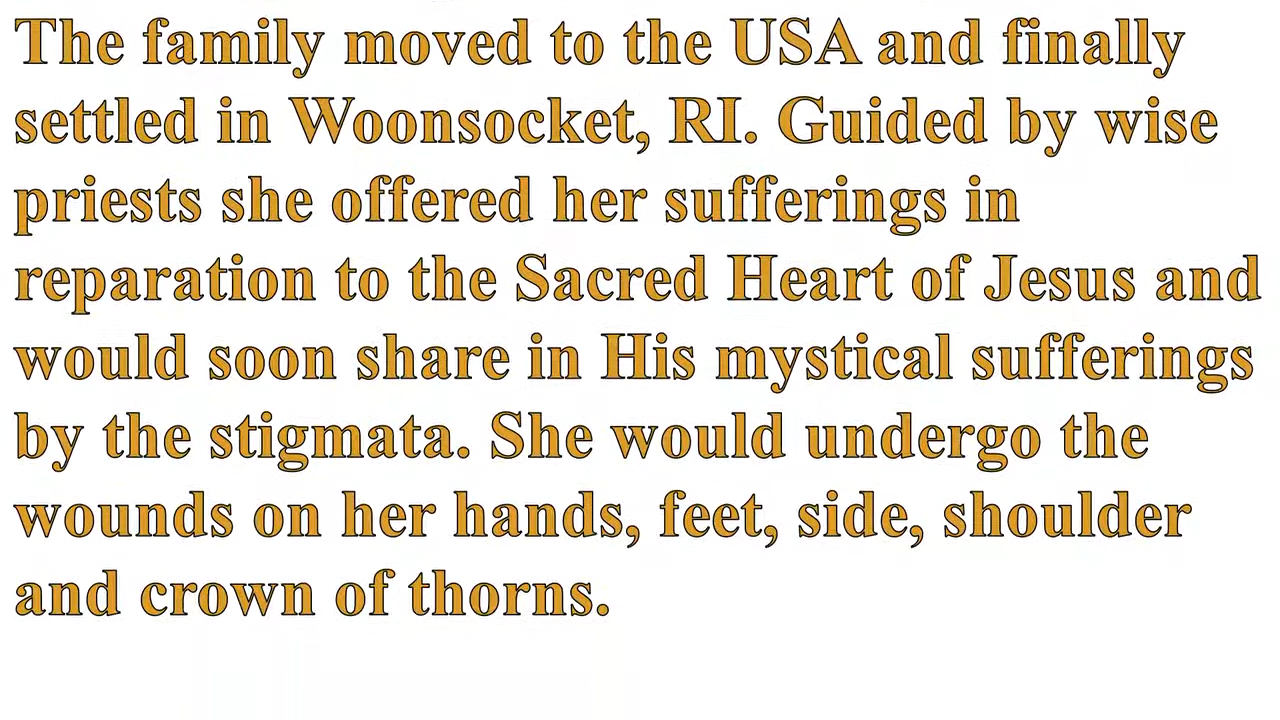 The family moved to the USA and finally
settled in Woonsocket, RI. Guided by wise
priests she offered her sufferings in
reparation to the Sacred Heart of Jesus and
would soon share in His mystical sufferings
by the stigmata. She would undergo the
wounds on her hands, feet, side, shoulder
and crown of thorns.